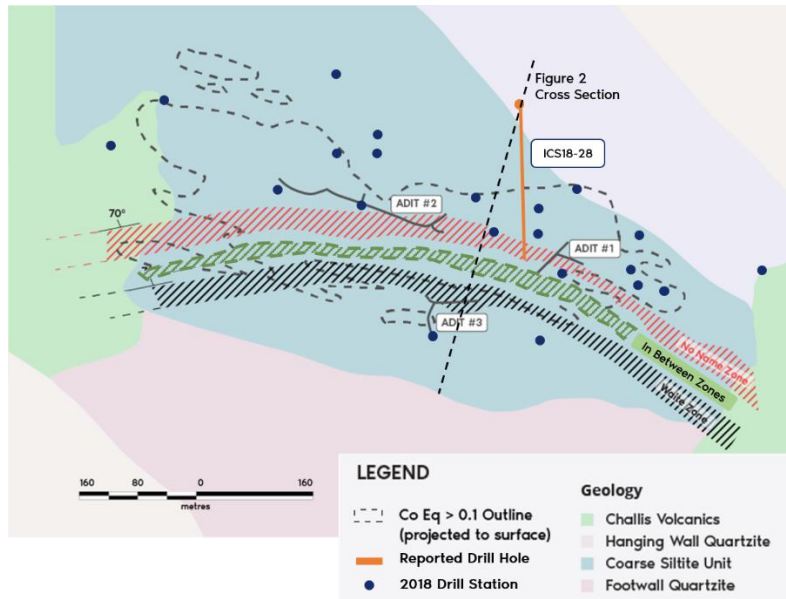 Figure 2
Cross Section
ICS18-28
ADIT #2
70°
ADIT #1
ADIT #3
No Name Zone
In Between Zones
Waite Zone
160 80 0 160
metres
LEGEND
Co Eq > 0.1 Outline
(projected to surface)
Reported Drill Hole
2018 Drill Station
Geology
Challis Volcanics
Hanging Wall Quartzite
Coarse Siltite Unit
Footwall Quartzite